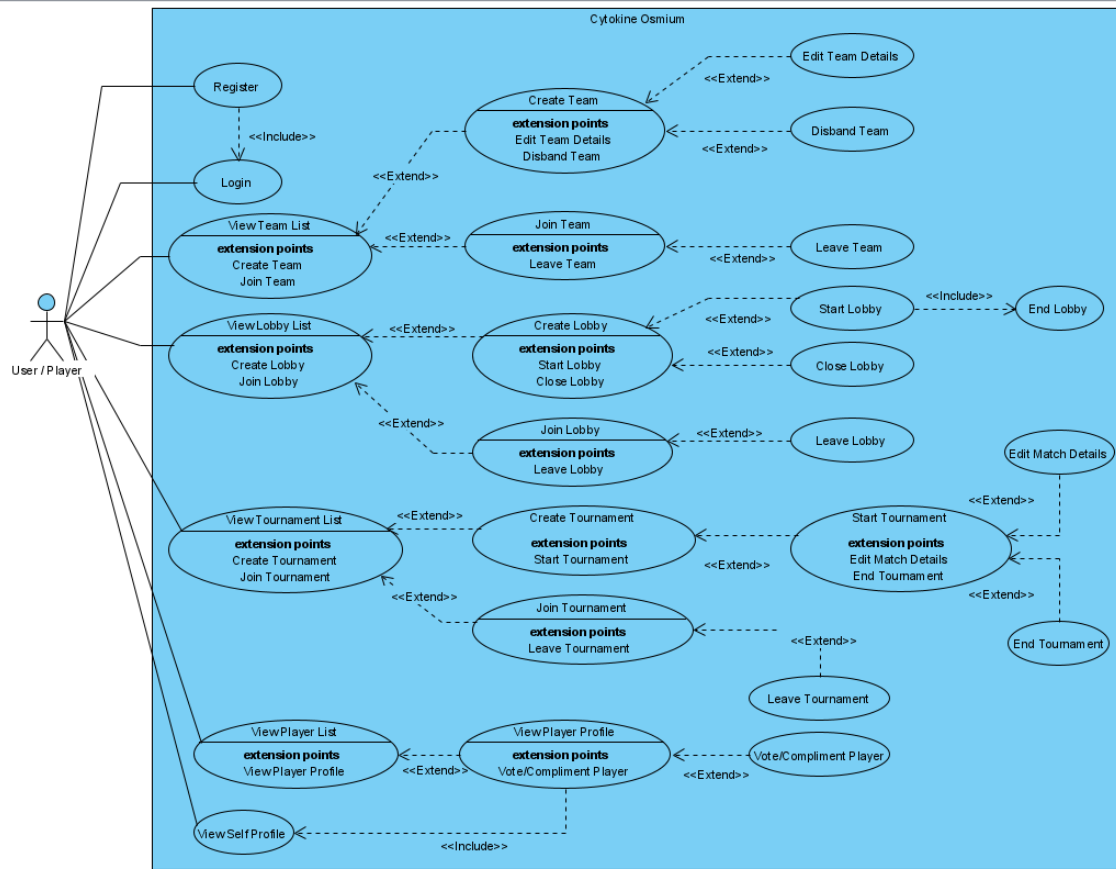 Cytokine Osmium
Register
<<Include>>
Login
View Team List
extension points
Create Team
Join Team
Create Team
extension points
Edit Team Details
Disband Team
<<Extend>>
Edit Team Details
<<Extend>>
Disband Team
<<Extend>>
Join Team
extension points
Leave Team
<<Extend>>
Leave Team
<<Extend>>
User / Player
View Lobby List
extension points
Create Lobby
Join Lobby
<<Extend>>
Create Lobby
extension points
Start Lobby
Close Lobby
<<Extend>>
Start Lobby
<<Include>>
End Lobby
<<Extend>>
Close Lobby
<<Extend>>
Join Lobby
extension points
Leave Lobby
<<Extend>>
Leave Lobby
View Tournament List
extension points
Create Tournament
Join Tournament
<<Extend>>
Create Tournament
extension points
Start Tournament
<<Extend>>
Start Tournament
extension points
Edit Match Details
End Tournament
<<Extend>>
Edit Match Details
<<Extend>>
End Tournament
<<Extend>>
Join Tournament
extension points
Leave Tournament
<<Extend>>
Leave Tournament
View Player List
extension points
View Player Profile
<<Extend>>
View Player Profile
extension points
Vote/Compliment Player
<<Extend>>
Vote/Compliment Player
View Self Profile
<<Include>>